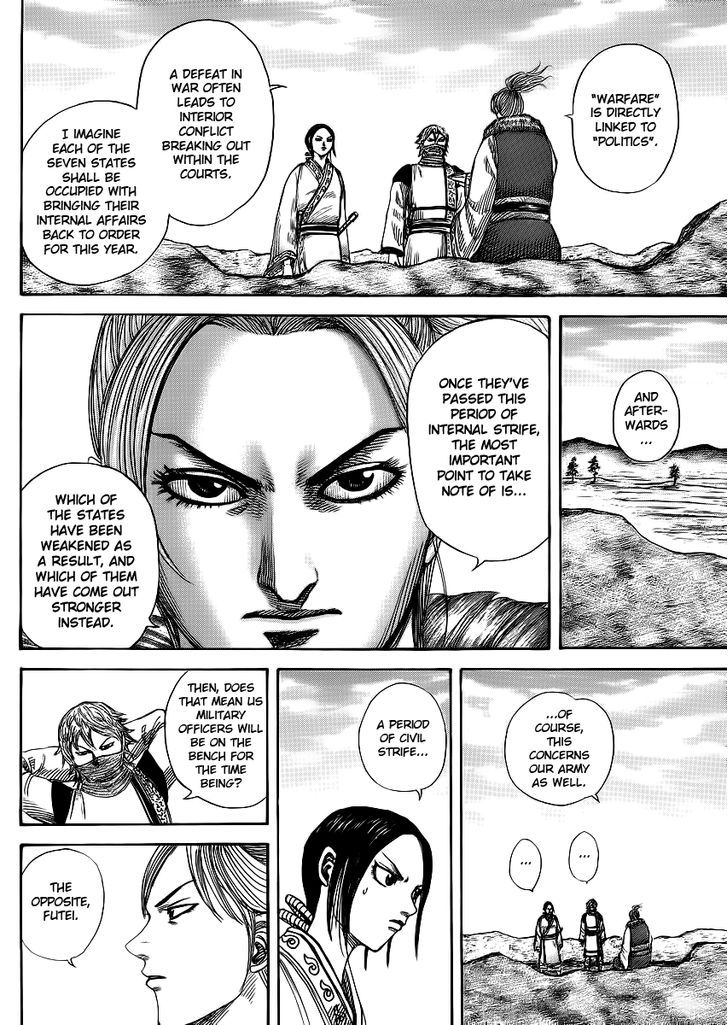 "WARFARE"
IS DIRECTLY
LINKED TO
"POLITICS".
A DEFEAT IN
WAR OFTEN
LEADS TO
INTERIOR
CONFLICT
BREAKING OUT
WITHIN THE
COURTS.
I IMAGINE
EACH OF THE
SEVEN STATES
SHALL BE
OCCUPIED WITH
BRINGING THEIR
INTERNAL AFFAIRS
BACK TO ORDER
FOR THIS YEAR.
AND
AFTER-
WARDS
...
ONCE THEY'VE
PASSED THIS
PERIOD OF
INTERNAL STRIFE,
THE MOST
IMPORTANT
POINT TO TAKE
NOTE OF IS...
WHICH OF
THE STATES
HAVE BEEN
WEAKENED AS
A RESULT, AND
WHICH OF THEM
HAVE COME OUT
STRONGER
INSTEAD.
...OF
COURSE,
THIS
CONCERNS
OUR ARMY
AS WELL.
...
...
A PERIOD
OF CIVIL
STRIFE...
THEN, DOES
THAT MEAN US
MILITARY
OFFICERS WILL
BE ON THE
BENCH FOR
THE TIME
BEING?
THE
OPPOSITE,
FUTEI.